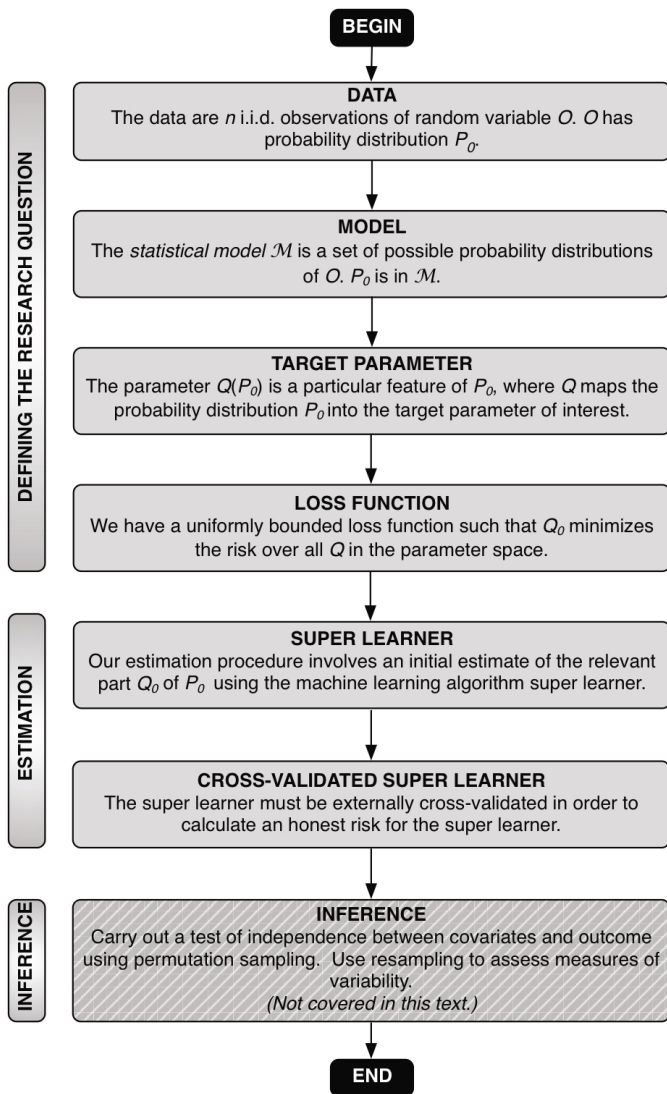 BEGIN
DEFINING THE RESEARCH QUESTION
DATA
The data are n i.i.d. observations of random variable O. O has
probability distribution P₀.
MODEL
The statistical model ℳ is a set of possible probability distributions
of O. P₀ is in ℳ.
TARGET PARAMETER
The parameter Q(P₀) is a particular feature of P₀, where Q maps the
probability distribution P₀ into the target parameter of interest.
LOSS FUNCTION
We have a uniformly bounded loss function such that Q₀ minimizes
the risk over all Q in the parameter space.
ESTIMATION
SUPER LEARNER
Our estimation procedure involves an initial estimate of the relevant
part Q₀ of P₀ using the machine learning algorithm super learner.
CROSS-VALIDATED SUPER LEARNER
The super learner must be externally cross-validated in order to
calculate an honest risk for the super learner.
INFERENCE
INFERENCE
Carry out a test of independence between covariates and outcome
using permutation sampling. Use resampling to assess measures of
variability.
(Not covered in this text.)
END